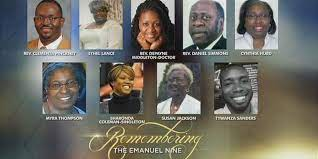 REV. CLEMENTA PINCKNEY
ETHEL LANCE
REV. DEPAYNE
MIDDLETON-DOCTOR
REV. DANIEL SIMMONS
CYNTHIA HURD
MYRA THOMPSON
SHARONDA
COLEMAN-SINGLETON
SUSAN JACKSON
TYWANZA SANDERS
Remembering
THE EMANUEL NINE